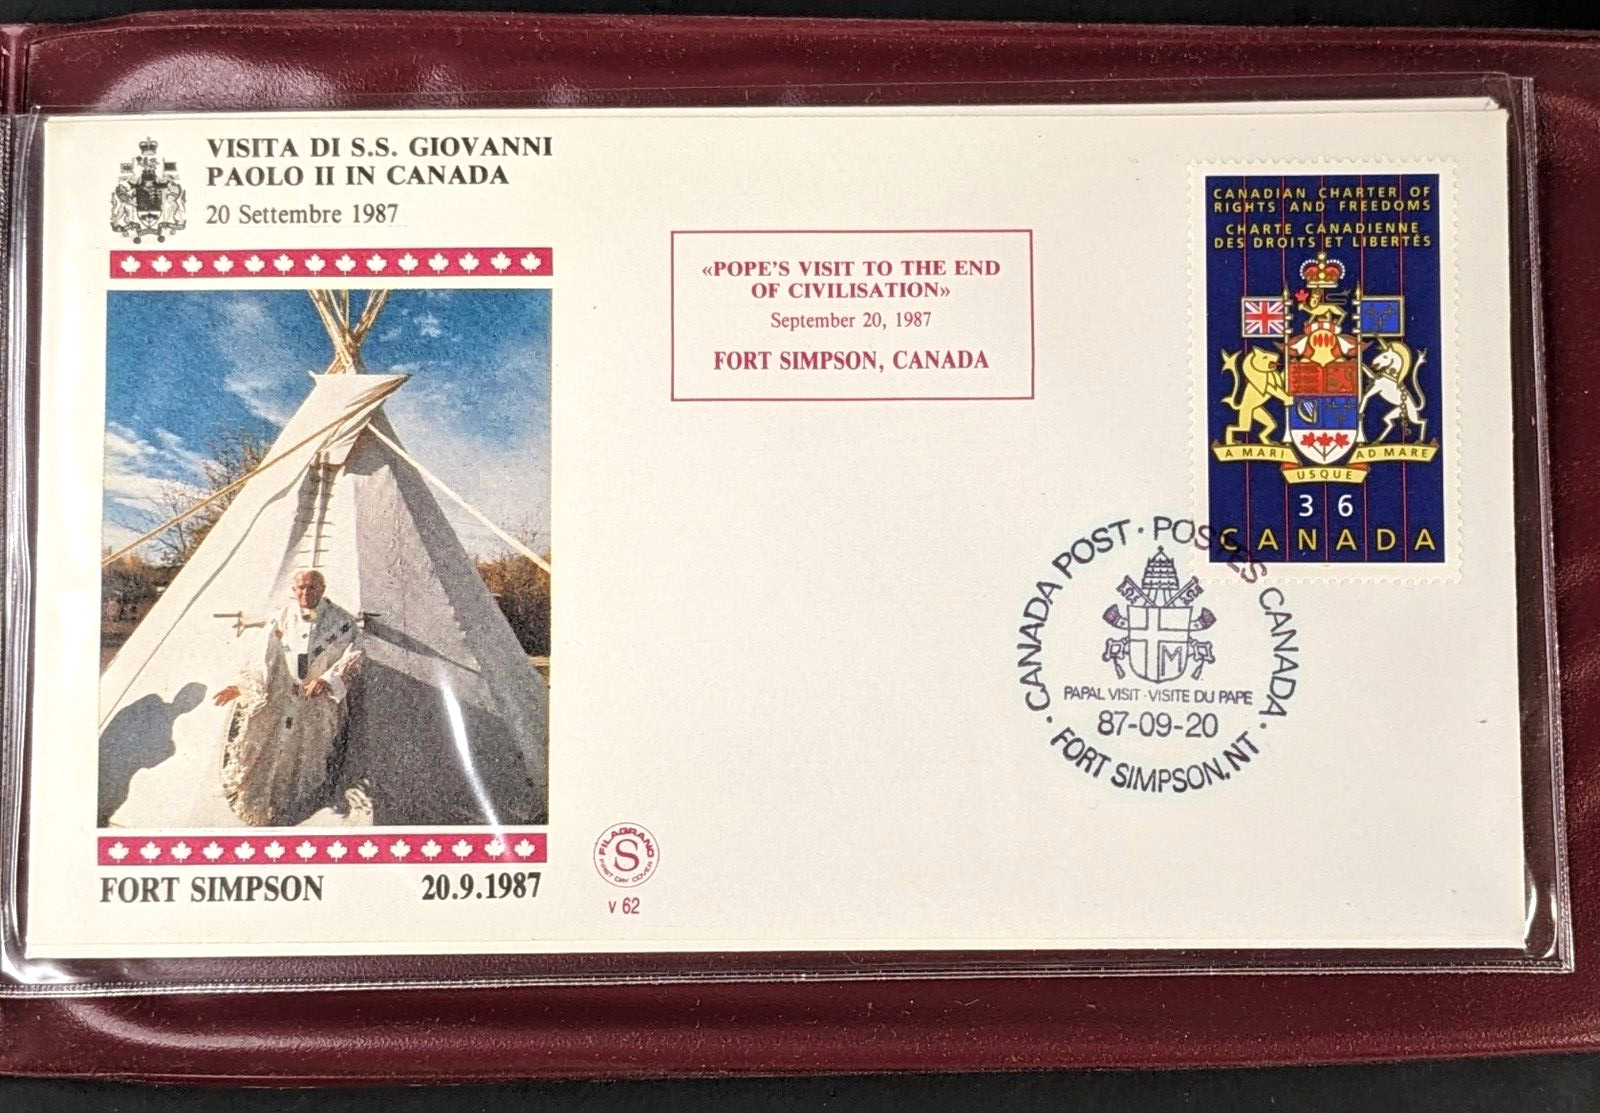 VISITA DI S.S. GIOVANNI
PAOLO II IN CANADA
20 Settembre 1987
«POPE'S VISIT TO THE END
OF CIVILISATION»
September 20, 1987
FORT SIMPSON, CANADA
CANADIAN CHARTER OF
RIGHTS AND FREEDOMS
CHARTE CANADIENNE
DES DROITS ET LIBERTÉS
A MARI USQUE AD MARE
36
CANADA
CANADA POST · POSTES CANADA
M
PAPAL VISIT · VISITE DU PAPE
87-09-20
· FORT SIMPSON, NT ·
FORT SIMPSON 20.9.1987
FILAGRANO
S
FIRST DAY COVER
V 62